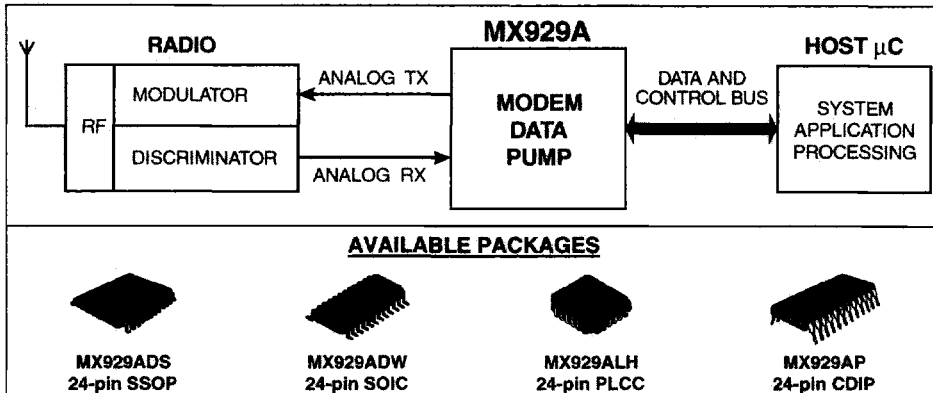 MX929A
RADIO
HOST μC
ANALOG TX
DATA AND
CONTROL BUS
RF
MODULATOR
DISCRIMINATOR
MODEM
DATA
PUMP
SYSTEM
APPLICATION
PROCESSING
ANALOG RX
AVAILABLE PACKAGES
MX929ADS
24-pin SSOP
MX929ADW
24-pin SOIC
MX929ALH
24-pin PLCC
MX929AP
24-pin CDIP